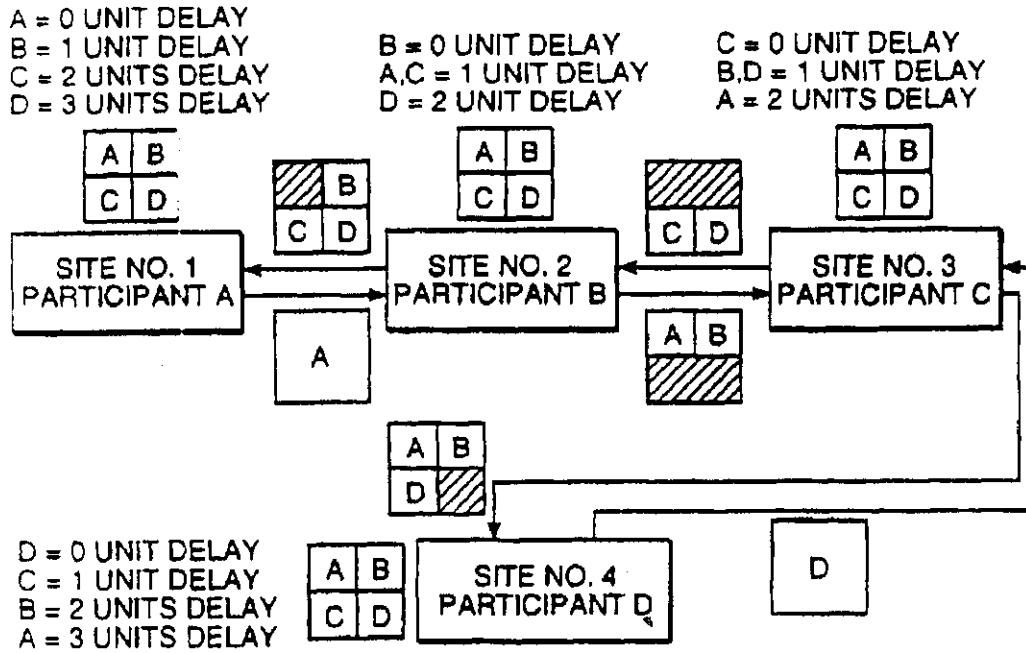 A = 0 UNIT DELAY
B = 1 UNIT DELAY
C = 2 UNITS DELAY
D = 3 UNITS DELAY
B = 0 UNIT DELAY
A,C = 1 UNIT DELAY
D = 2 UNIT DELAY
C = 0 UNIT DELAY
B,D = 1 UNIT DELAY
A = 2 UNITS DELAY
A B
C D
B
C D
A B
C D
C D
A B
C D
SITE NO. 1
PARTICIPANT A
SITE NO. 2
PARTICIPANT B
SITE NO. 3
PARTICIPANT C
A
A B
A B
D
D = 0 UNIT DELAY
C = 1 UNIT DELAY
B = 2 UNITS DELAY
A = 3 UNITS DELAY
A B
C D
SITE NO. 4
PARTICIPANT D
D